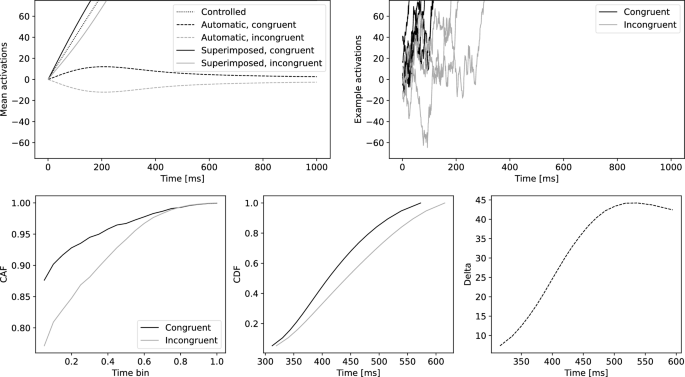 Mean activations
60
40
20
0
−20
−40
−60
Controlled
Automatic, congruent
Automatic, incongruent
Superimposed, congruent
Superimposed, incongruent
0 200 400 600 800 1000
Time [ms]
Example activations
60
40
20
0
−20
−40
−60
Congruent
Incongruent
0 200 400 600 800 1000
Time [ms]
CAF
1.00
0.95
0.90
0.85
0.80
Congruent
Incongruent
0.2 0.4 0.6 0.8 1.0
Time bin
CDF
1.0
0.8
0.6
0.4
0.2
300 350 400 450 500 550 600
Time [ms]
Delta
45
40
35
30
25
20
15
10
300 350 400 450 500 550 600
Time [ms]